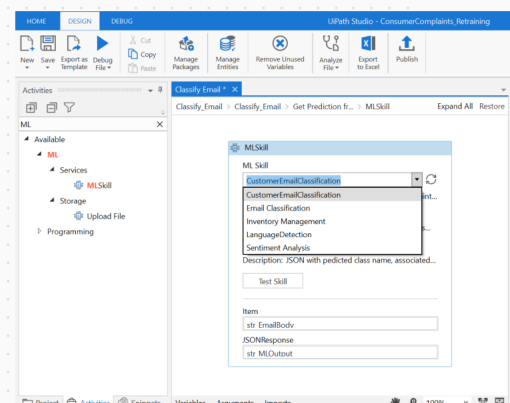 HOME DESIGN DEBUG UiPath Studio - ConsumerComplaints_Retraining
Cut
Copy
Paste
New Save Export as Template Debug File Manage Packages Manage Entities Remove Unused Variables Analyze File Export to Excel Publish
Activities
Classify Email *
Classify_Email > Classify_Email > Get Prediction fr... > MLSkill Expand All Restore
ML
Available
ML
Services
MLSkill
Storage
Upload File
Programming
MLSkill
ML Skill
CustomerEmailClassification
CustomerEmailClassification
Email Classification
Inventory Management
LanguageDetection
Sentiment Analysis
Description: JSON with pedicted class name, associated...
Test Skill
Item
str_EmailBody
JSONResponse
str_MLOutput
Project Activities Snippets Variables Arguments Imports 100%